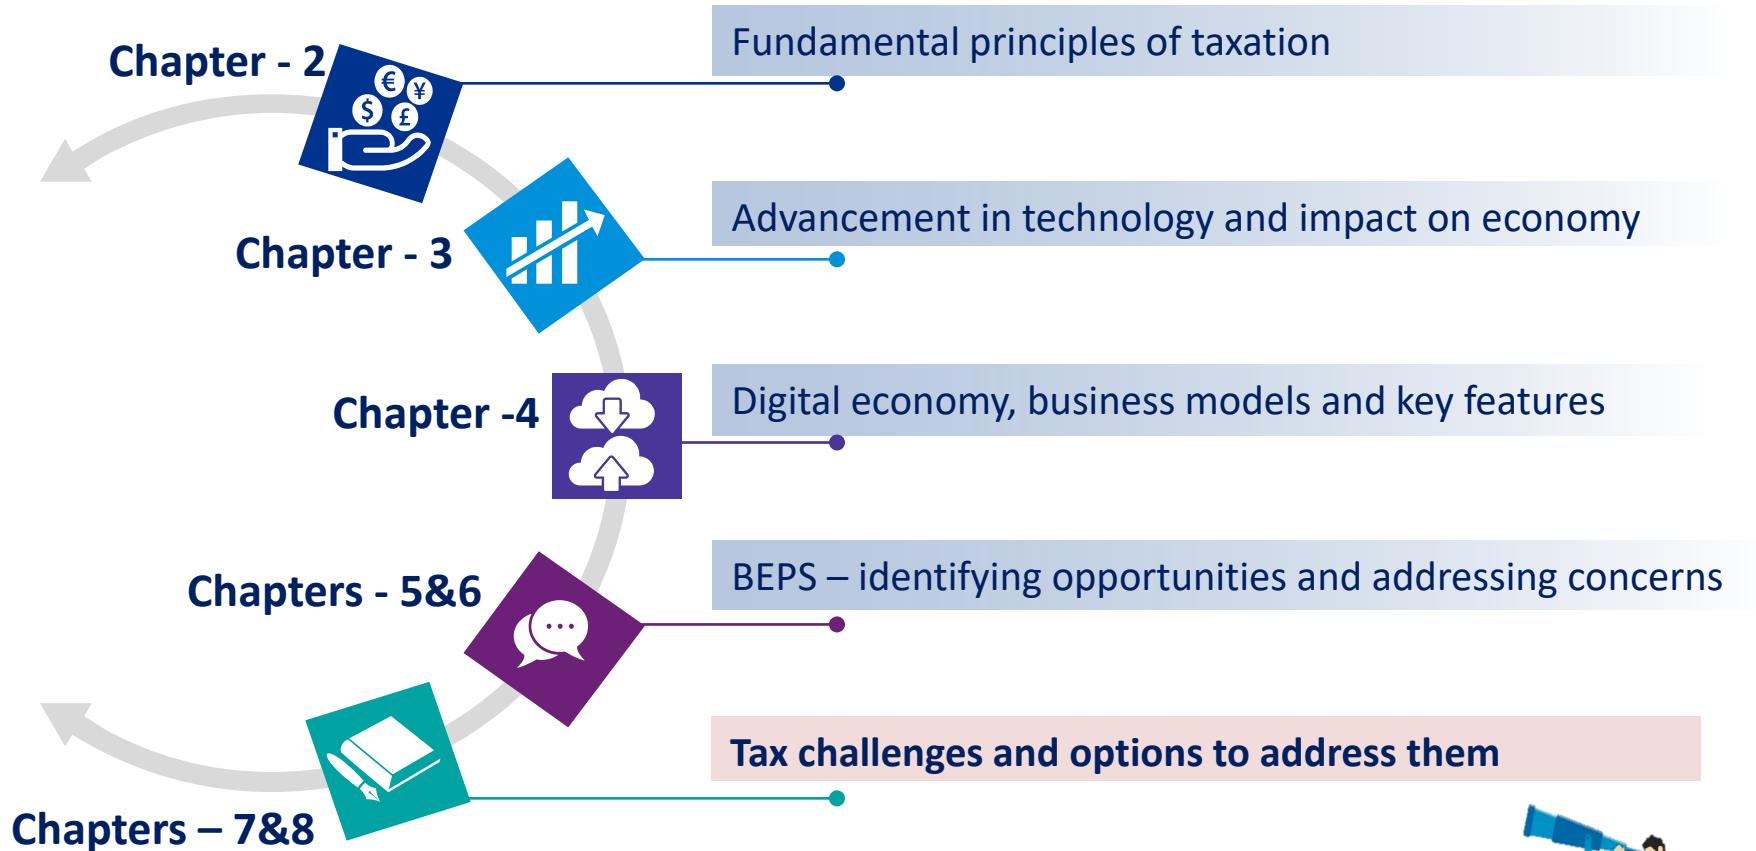 Chapter - 2
€ ¥
$ £
Fundamental principles of taxation
Chapter - 3
Advancement in technology and impact on economy
Chapter -4
Digital economy, business models and key features
Chapters - 5&6
BEPS – identifying opportunities and addressing concerns
Chapters – 7&8
Tax challenges and options to address them